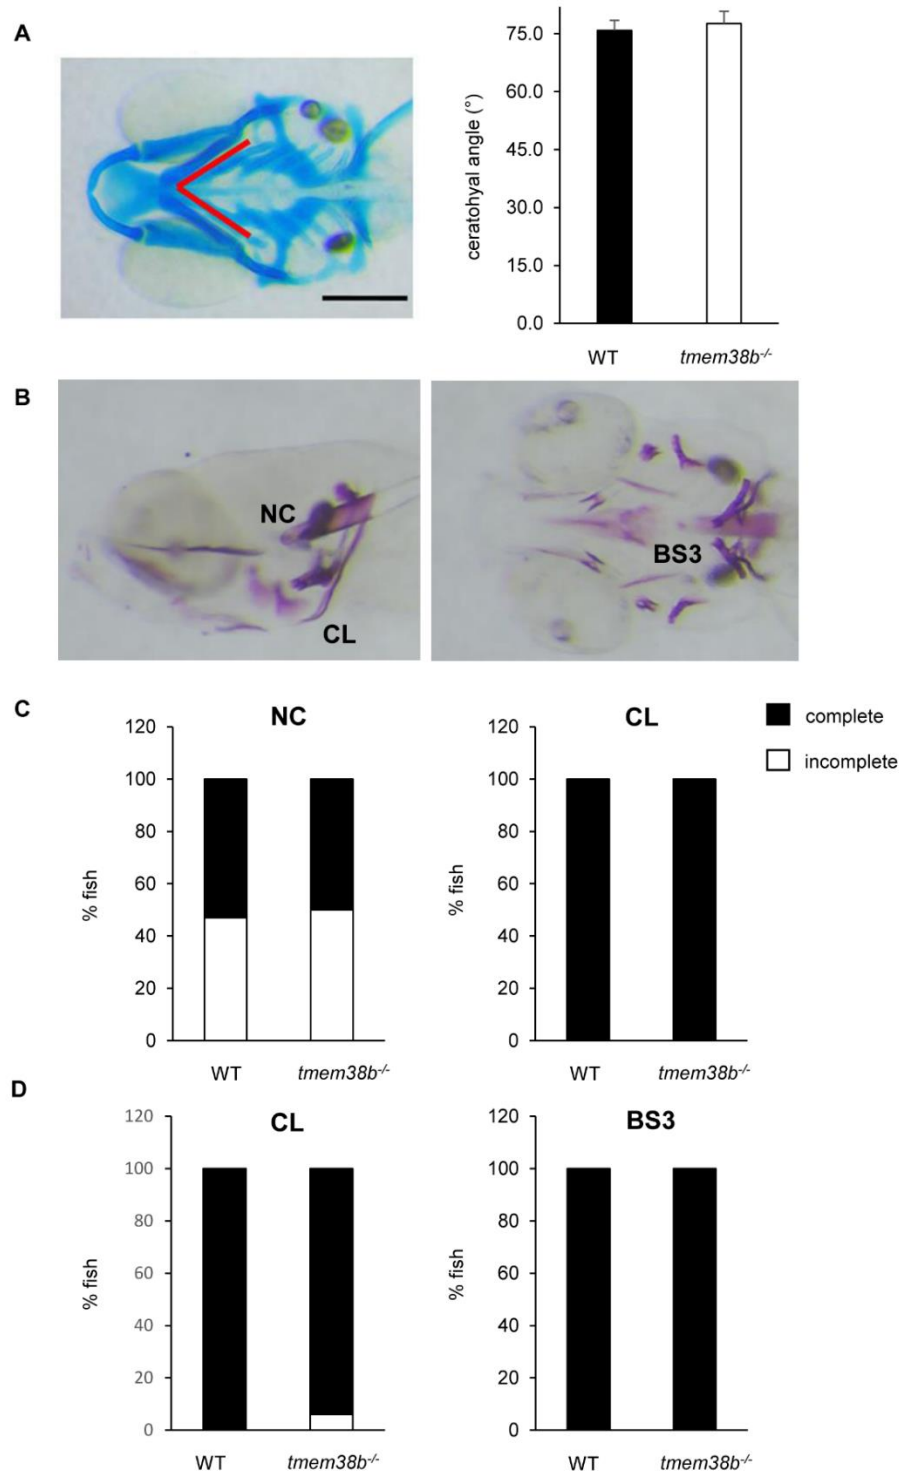 A
75.0
60.0
45.0
30.0
15.0
0.0
ceratohyal angle (°)
WT tmem38b-/-
B
NC
CL
BS3
C
NC
120
100
80
60
40
20
0
% fish
WT tmem38b-/-
CL
120
100
80
60
40
20
0
% fish
WT tmem38b-/-
complete
incomplete
D
CL
120
100
80
60
40
20
0
% fish
WT tmem38b-/-
BS3
120
100
80
60
40
20
0
% fish
WT tmem38b-/-